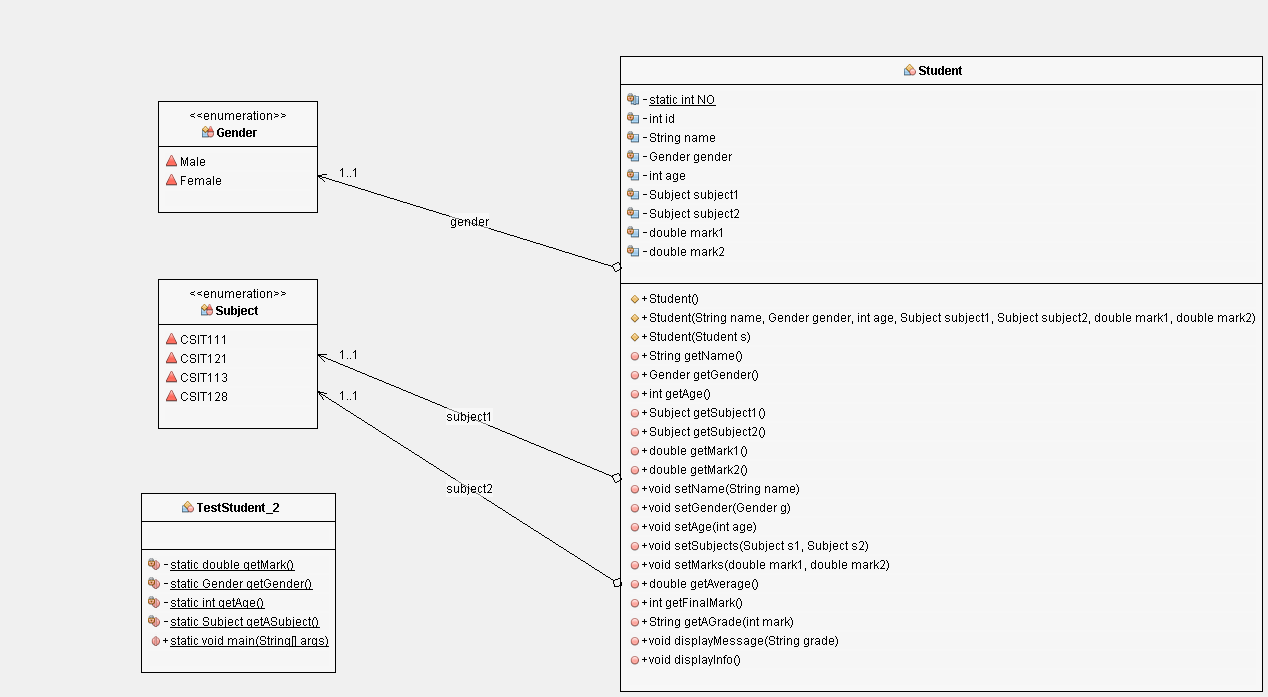 <<enumeration>>
Gender
Male
Female
1..1
gender
<<enumeration>>
Subject
CSIT111
CSIT121
CSIT113
CSIT128
1..1
1..1
subject1
subject2
TestStudent_2
- static double getMark()
- static Gender getGender()
- static int getAge()
- static Subject getASubject()
+ static void main(String[] args)
Student
- static int NO
- int id
- String name
- Gender gender
- int age
- Subject subject1
- Subject subject2
- double mark1
- double mark2
+ Student()
+ Student(String name, Gender gender, int age, Subject subject1, Subject subject2, double mark1, double mark2)
+ Student(Student s)
+ String getName()
+ Gender getGender()
+ int getAge()
+ Subject getSubject1()
+ Subject getSubject2()
+ double getMark1()
+ double getMark2()
+ void setName(String name)
+ void setGender(Gender g)
+ void setAge(int age)
+ void setSubjects(Subject s1, Subject s2)
+ void setMarks(double mark1, double mark2)
+ double getAverage()
+ int getFinalMark()
+ String getAGrade(int mark)
+ void displayMessage(String grade)
+ void displayInfo()